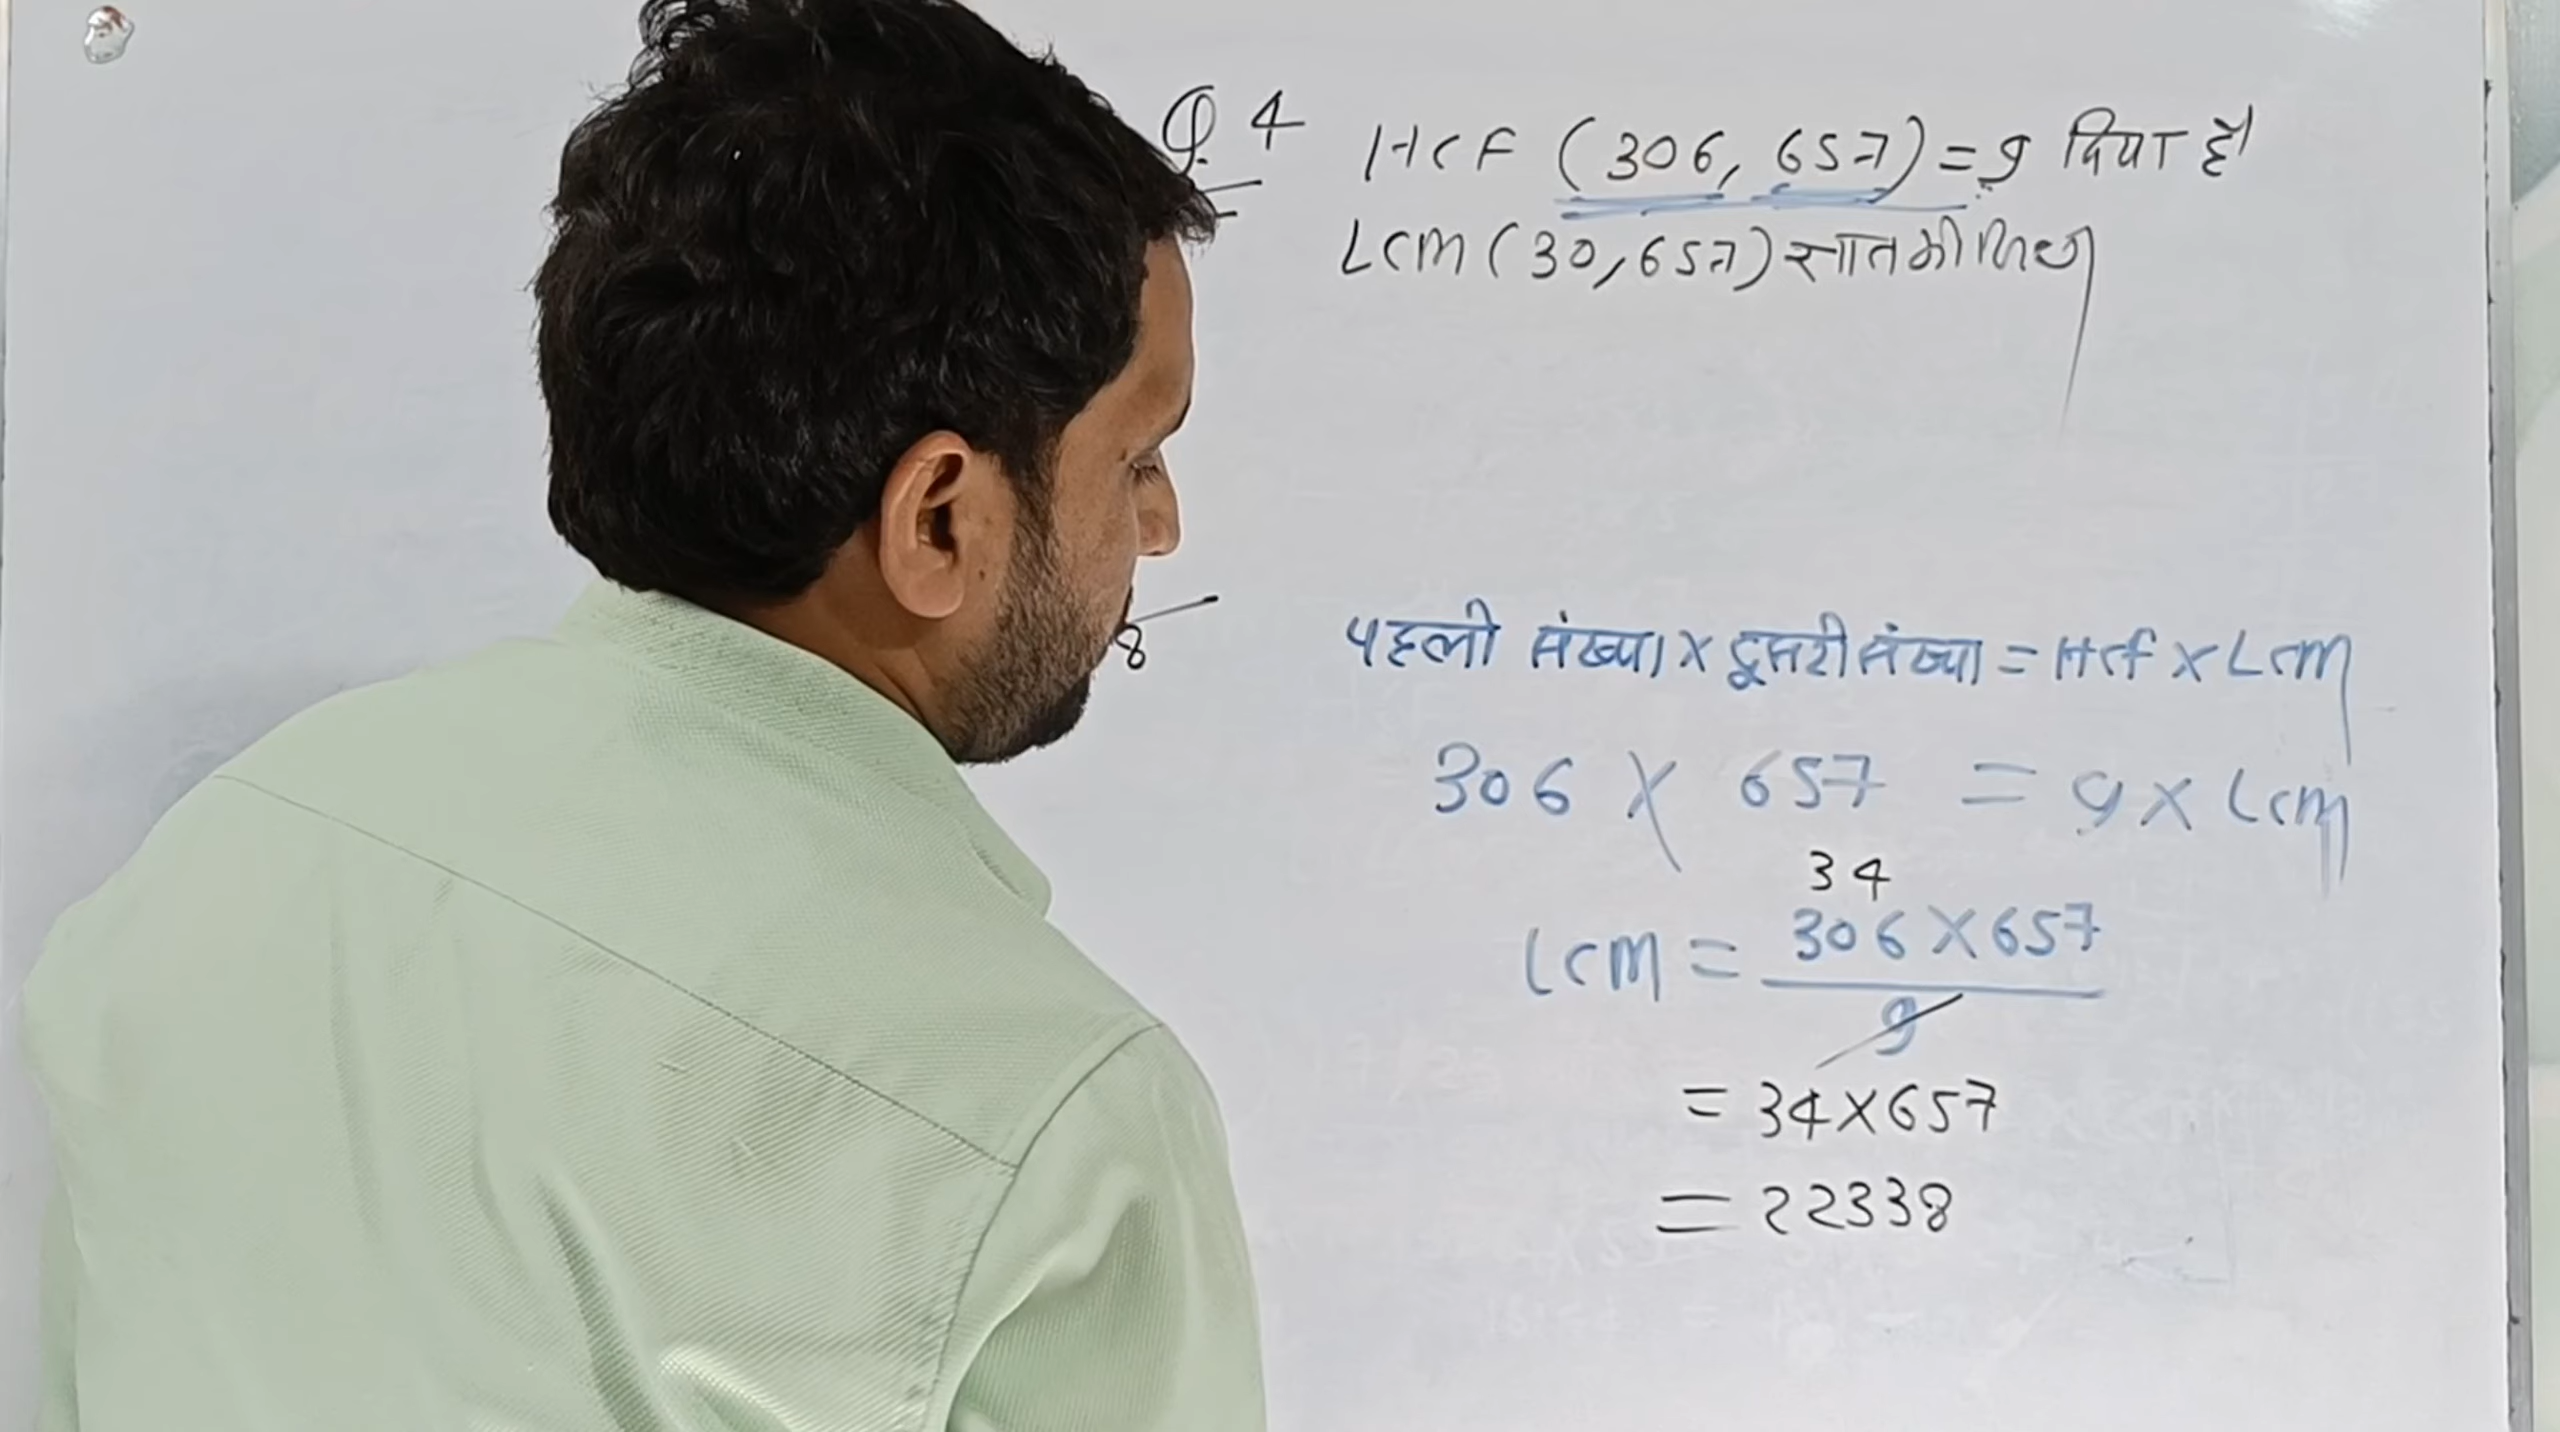 Q.4 HCF (306, 657) = 9 दिया है।
LCM (30, 657) ज्ञात कीजिए
8
पहली संख्या × दूसरी संख्या = HCF × LCM
306 × 657 = 9 × LCM
34
LCM = 306 × 657
9
= 34 × 657
= 22338